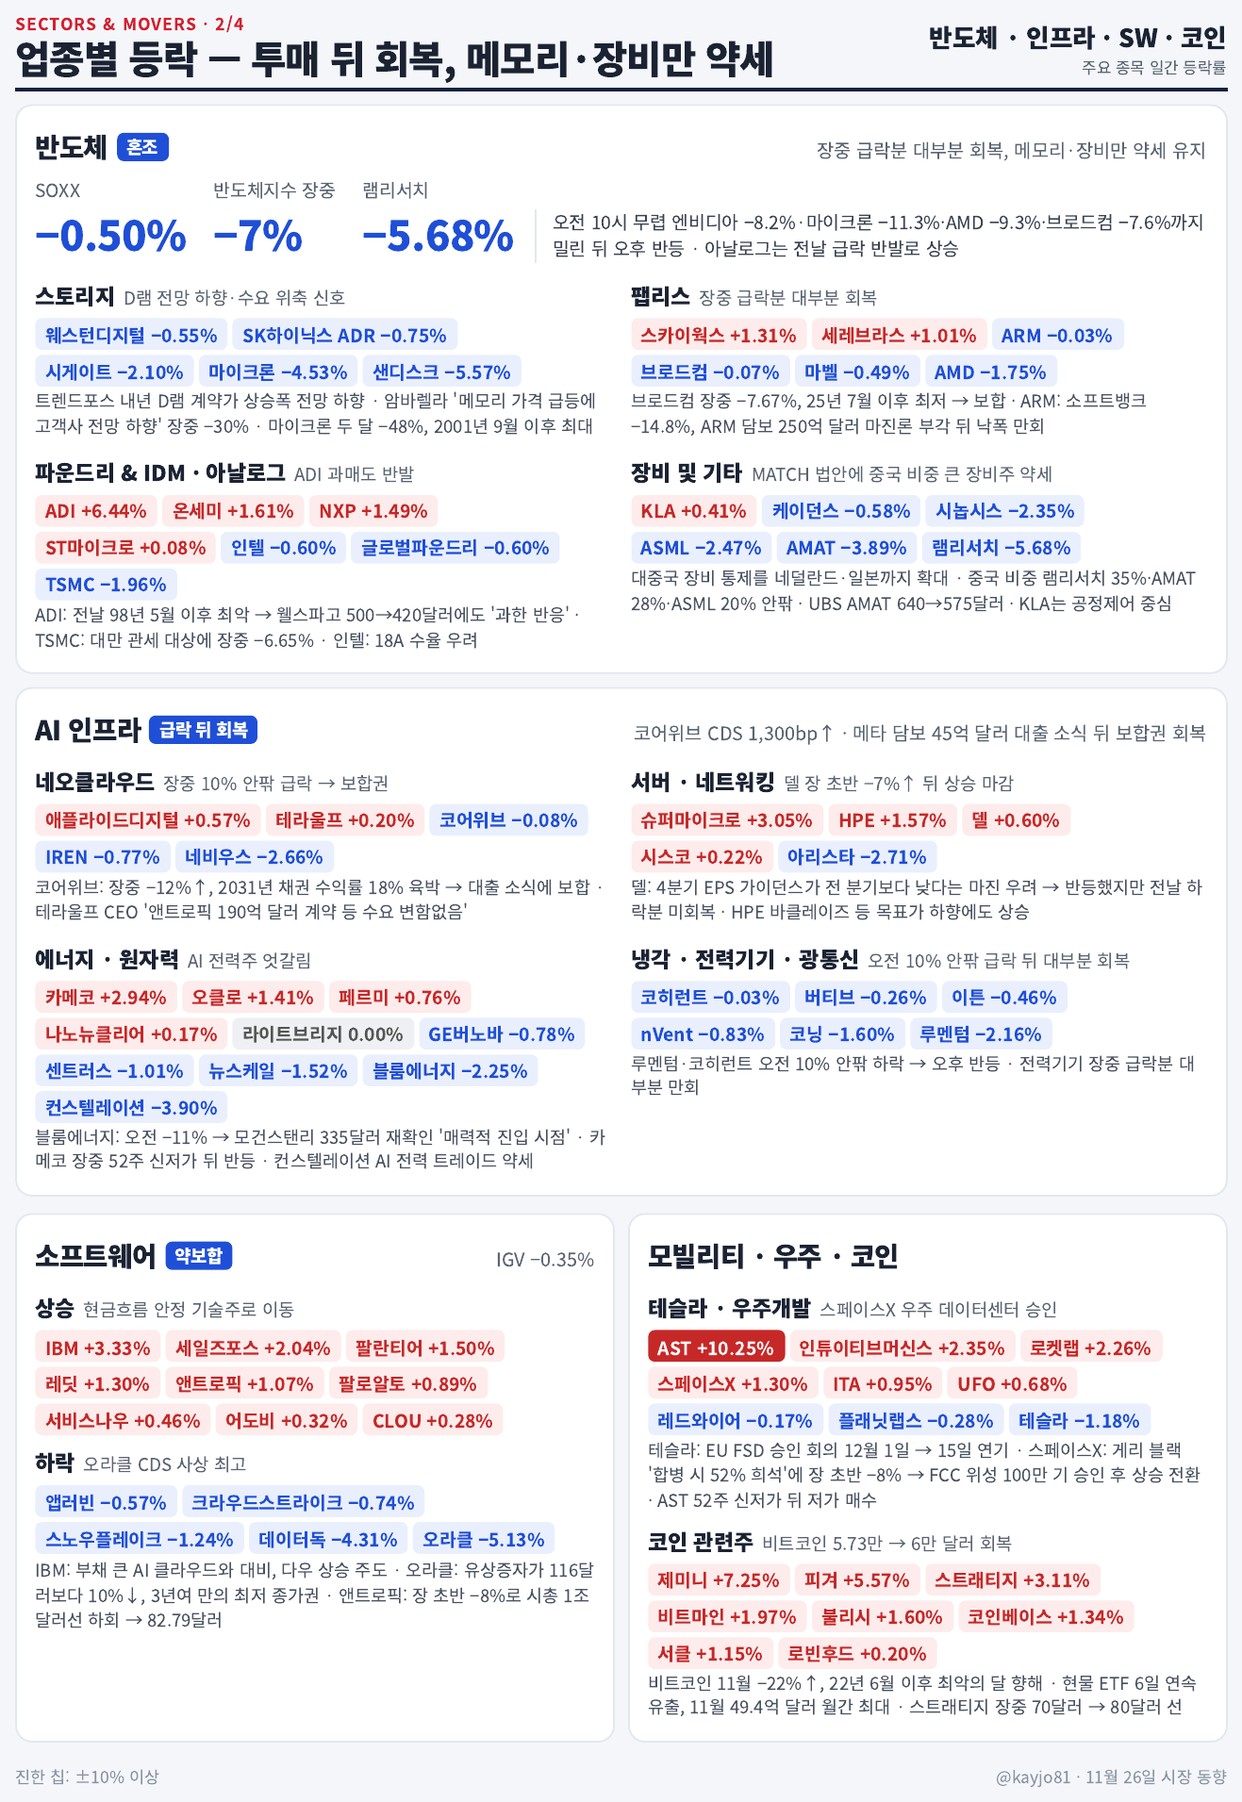 SECTORS & MOVERS · 2/4
업종별 등락 — 투매 뒤 회복, 메모리·장비만 약세
반도체 · 인프라 · SW · 코인
주요 종목 일간 등락률
반도체 혼조
장중 급락분 대부분 회복, 메모리·장비만 약세 유지
SOXX 반도체지수 장중 램리서치
−0.50% −7% −5.68%
오전 10시 무렵 엔비디아 −8.2%·마이크론 −11.3%·AMD −9.3%·브로드컴 −7.6%까지
밀린 뒤 오후 반등 · 아날로그는 전날 급락 반발로 상승
스토리지 D램 전망 하향·수요 위축 신호
웨스턴디지털 −0.55% SK하이닉스 ADR −0.75%
시게이트 −2.10% 마이크론 −4.53% 샌디스크 −5.57%
트렌드포스 내년 D램 계약가 상승폭 전망 하향 · 암바렐라 '메모리 가격 급등에
고객사 전망 하향' 장중 −30% · 마이크론 두 달 −48%, 2001년 9월 이후 최대
팹리스 장중 급락분 대부분 회복
스카이웍스 +1.31% 세레브라스 +1.01% ARM −0.03%
브로드컴 −0.07% 마벨 −0.49% AMD −1.75%
브로드컴 장중 −7.67%, 25년 7월 이후 최저 → 보합 · ARM: 소프트뱅크
−14.8%, ARM 담보 250억 달러 마진론 부각 뒤 낙폭 만회
파운드리 & IDM · 아날로그 ADI 과매도 반발
ADI +6.44% 온세미 +1.61% NXP +1.49%
ST마이크로 +0.08% 인텔 −0.60% 글로벌파운드리 −0.60%
TSMC −1.96%
ADI: 전날 98년 5월 이후 최악 → 웰스파고 500→420달러에도 '과한 반응' ·
TSMC: 대만 관세 대상에 장중 −6.65% · 인텔: 18A 수율 우려
장비 및 기타 MATCH 법안에 중국 비중 큰 장비주 약세
KLA +0.41% 케이던스 −0.58% 시놉시스 −2.35%
ASML −2.47% AMAT −3.89% 램리서치 −5.68%
대중국 장비 통제를 네덜란드·일본까지 확대 · 중국 비중 램리서치 35%·AMAT
28%·ASML 20% 안팎 · UBS AMAT 640→575달러 · KLA는 공정제어 중심
AI 인프라 급락 뒤 회복
코어위브 CDS 1,300bp↑ · 메타 담보 45억 달러 대출 소식 뒤 보합권 회복
네오클라우드 장중 10% 안팎 급락 → 보합권
애플라이드디지털 +0.57% 테라울프 +0.20% 코어위브 −0.08%
IREN −0.77% 네비우스 −2.66%
코어위브: 장중 −12%↑, 2031년 채권 수익률 18% 육박 → 대출 소식에 보합 ·
테라울프 CEO '앤트로픽 190억 달러 계약 등 수요 변함없음'
서버 · 네트워킹 델 장 초반 −7%↑ 뒤 상승 마감
슈퍼마이크로 +3.05% HPE +1.57% 델 +0.60%
시스코 +0.22% 아리스타 −2.71%
델: 4분기 EPS 가이던스가 전 분기보다 낮다는 마진 우려 → 반등했지만 전날 하
락분 미회복 · HPE 바클레이즈 등 목표가 하향에도 상승
에너지 · 원자력 AI 전력주 엇갈림
카메코 +2.94% 오클로 +1.41% 페르미 +0.76%
나노뉴클리어 +0.17% 라이트브리지 0.00% GE버노바 −0.78%
센트러스 −1.01% 뉴스케일 −1.52% 블룸에너지 −2.25%
컨스텔레이션 −3.90%
블룸에너지: 오전 −11% → 모건스탠리 335달러 재확인 '매력적 진입 시점' · 카
메코 장중 52주 신저가 뒤 반등 · 컨스텔레이션 AI 전력 트레이드 약세
냉각 · 전력기기 · 광통신 오전 10% 안팎 급락 뒤 대부분 회복
코히런트 −0.03% 버티브 −0.26% 이튼 −0.46%
nVent −0.83% 코닝 −1.60% 루멘텀 −2.16%
루멘텀·코히런트 오전 10% 안팎 하락 → 오후 반등 · 전력기기 장중 급락분 대
부분 만회
소프트웨어 약보합
IGV −0.35%
상승 현금흐름 안정 기술주로 이동
IBM +3.33% 세일즈포스 +2.04% 팔란티어 +1.50%
레딧 +1.30% 앤트로픽 +1.07% 팔로알토 +0.89%
서비스나우 +0.46% 어도비 +0.32% CLOU +0.28%
하락 오라클 CDS 사상 최고
앱러빈 −0.57% 크라우드스트라이크 −0.74%
스노우플레이크 −1.24% 데이터독 −4.31% 오라클 −5.13%
IBM: 부채 큰 AI 클라우드와 대비, 다우 상승 주도 · 오라클: 유상증자가 116달
러보다 10%↓, 3년여 만의 최저 종가권 · 앤트로픽: 장 초반 −8%로 시총 1조
달러선 하회 → 82.79달러
모빌리티 · 우주 · 코인
테슬라 · 우주개발 스페이스X 우주 데이터센터 승인
AST +10.25% 인튜이티브머신스 +2.35% 로켓랩 +2.26%
스페이스X +1.30% ITA +0.95% UFO +0.68%
레드와이어 −0.17% 플래닛랩스 −0.28% 테슬라 −1.18%
테슬라: EU FSD 승인 회의 12월 1일 → 15일 연기 · 스페이스X: 게리 블랙
'합병 시 52% 희석'에 장 초반 −8% → FCC 위성 100만 기 승인 후 상승 전환
· AST 52주 신저가 뒤 저가 매수
코인 관련주 비트코인 5.73만 → 6만 달러 회복
제미니 +7.25% 피겨 +5.57% 스트래티지 +3.11%
비트마인 +1.97% 불리시 +1.60% 코인베이스 +1.34%
서클 +1.15% 로빈후드 +0.20%
비트코인 11월 −22%↑, 22년 6월 이후 최악의 달 향해 · 현물 ETF 6일 연속
유출, 11월 49.4억 달러 월간 최대 · 스트래티지 장중 70달러 → 80달러 선
진한 칩: ±10% 이상
@kayjo81 · 11월 26일 시장 동향